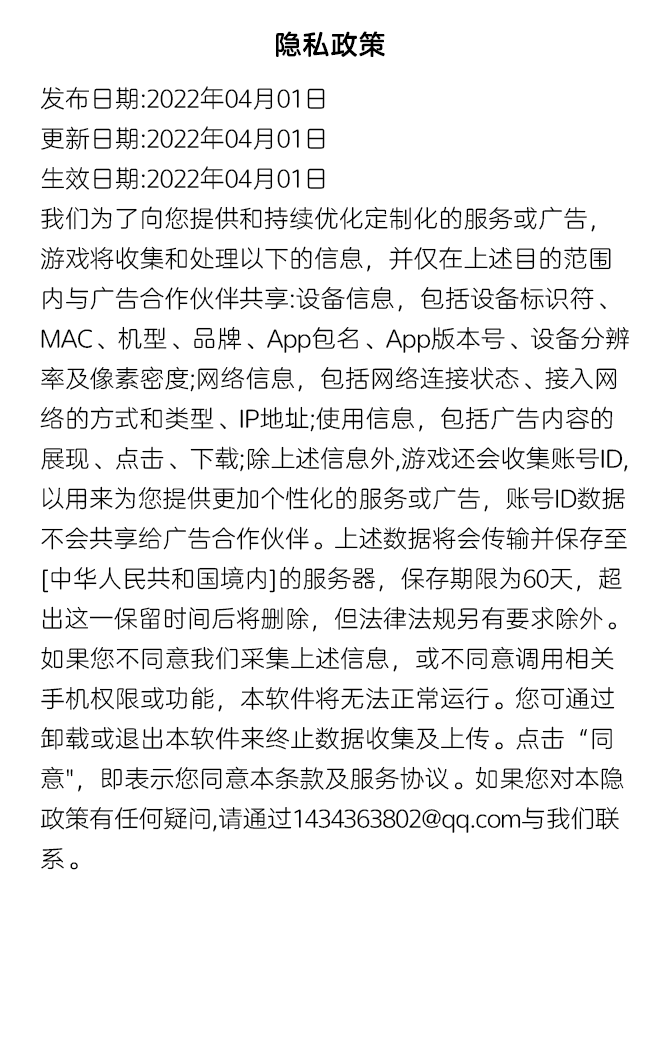 隐私政策
发布日期:2022年04月01日
更新日期:2022年04月01日
生效日期:2022年04月01日
我们为了向您提供和持续优化定制化的服务或广告，
游戏将收集和处理以下的信息，并仅在上述目的范围
内与广告合作伙伴共享:设备信息，包括设备标识符、
MAC、机型、品牌、App包名、App版本号、设备分辨
率及像素密度;网络信息，包括网络连接状态、接入网
络的方式和类型、IP地址;使用信息，包括广告内容的
展现、点击、下载;除上述信息外,游戏还会收集账号ID,
以用来为您提供更加个性化的服务或广告，账号ID数据
不会共享给广告合作伙伴。上述数据将会传输并保存至
[中华人民共和国境内]的服务器，保存期限为60天，超
出这一保留时间后将删除，但法律法规另有要求除外。
如果您不同意我们采集上述信息，或不同意调用相关
手机权限或功能，本软件将无法正常运行。您可通过
卸载或退出本软件来终止数据收集及上传。点击“同
意"，即表示您同意本条款及服务协议。如果您对本隐
政策有任何疑问,请通过1434363802@qq.com与我们联
系。